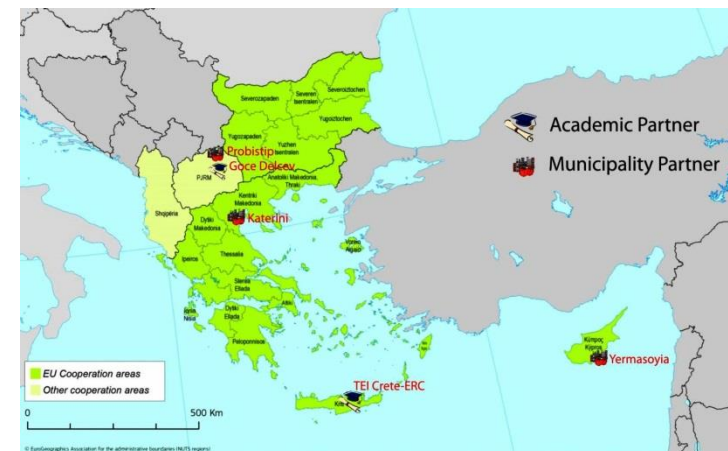 Severozapaden
Severen
tsentralen
Severoiztochen
Yugoiztochen
Yugozapaden
Yuzhen
tsentralen
Academic Partner
Municipality Partner
Probistip
Goce Delcev
PJRM
Anatoliki Makedonia,
Thraki
Kentriki
Makedonia
Shqipëria
Dytiki
Makedonia
Katerini
Ipeiros
Thessalia
Voreio
Aigaio
Sterea
Ellada
Attiki
Ionia
Nisia
Dytiki
Ellada
Peloponnisos
Κύπρος
Kıbrıs
Yermasoyia
TEI Crete-ERC
EU Cooperation areas
Other cooperation areas
0
500 Km
© EuroGeographics Association for the administrative boundaries (NUTS regions)